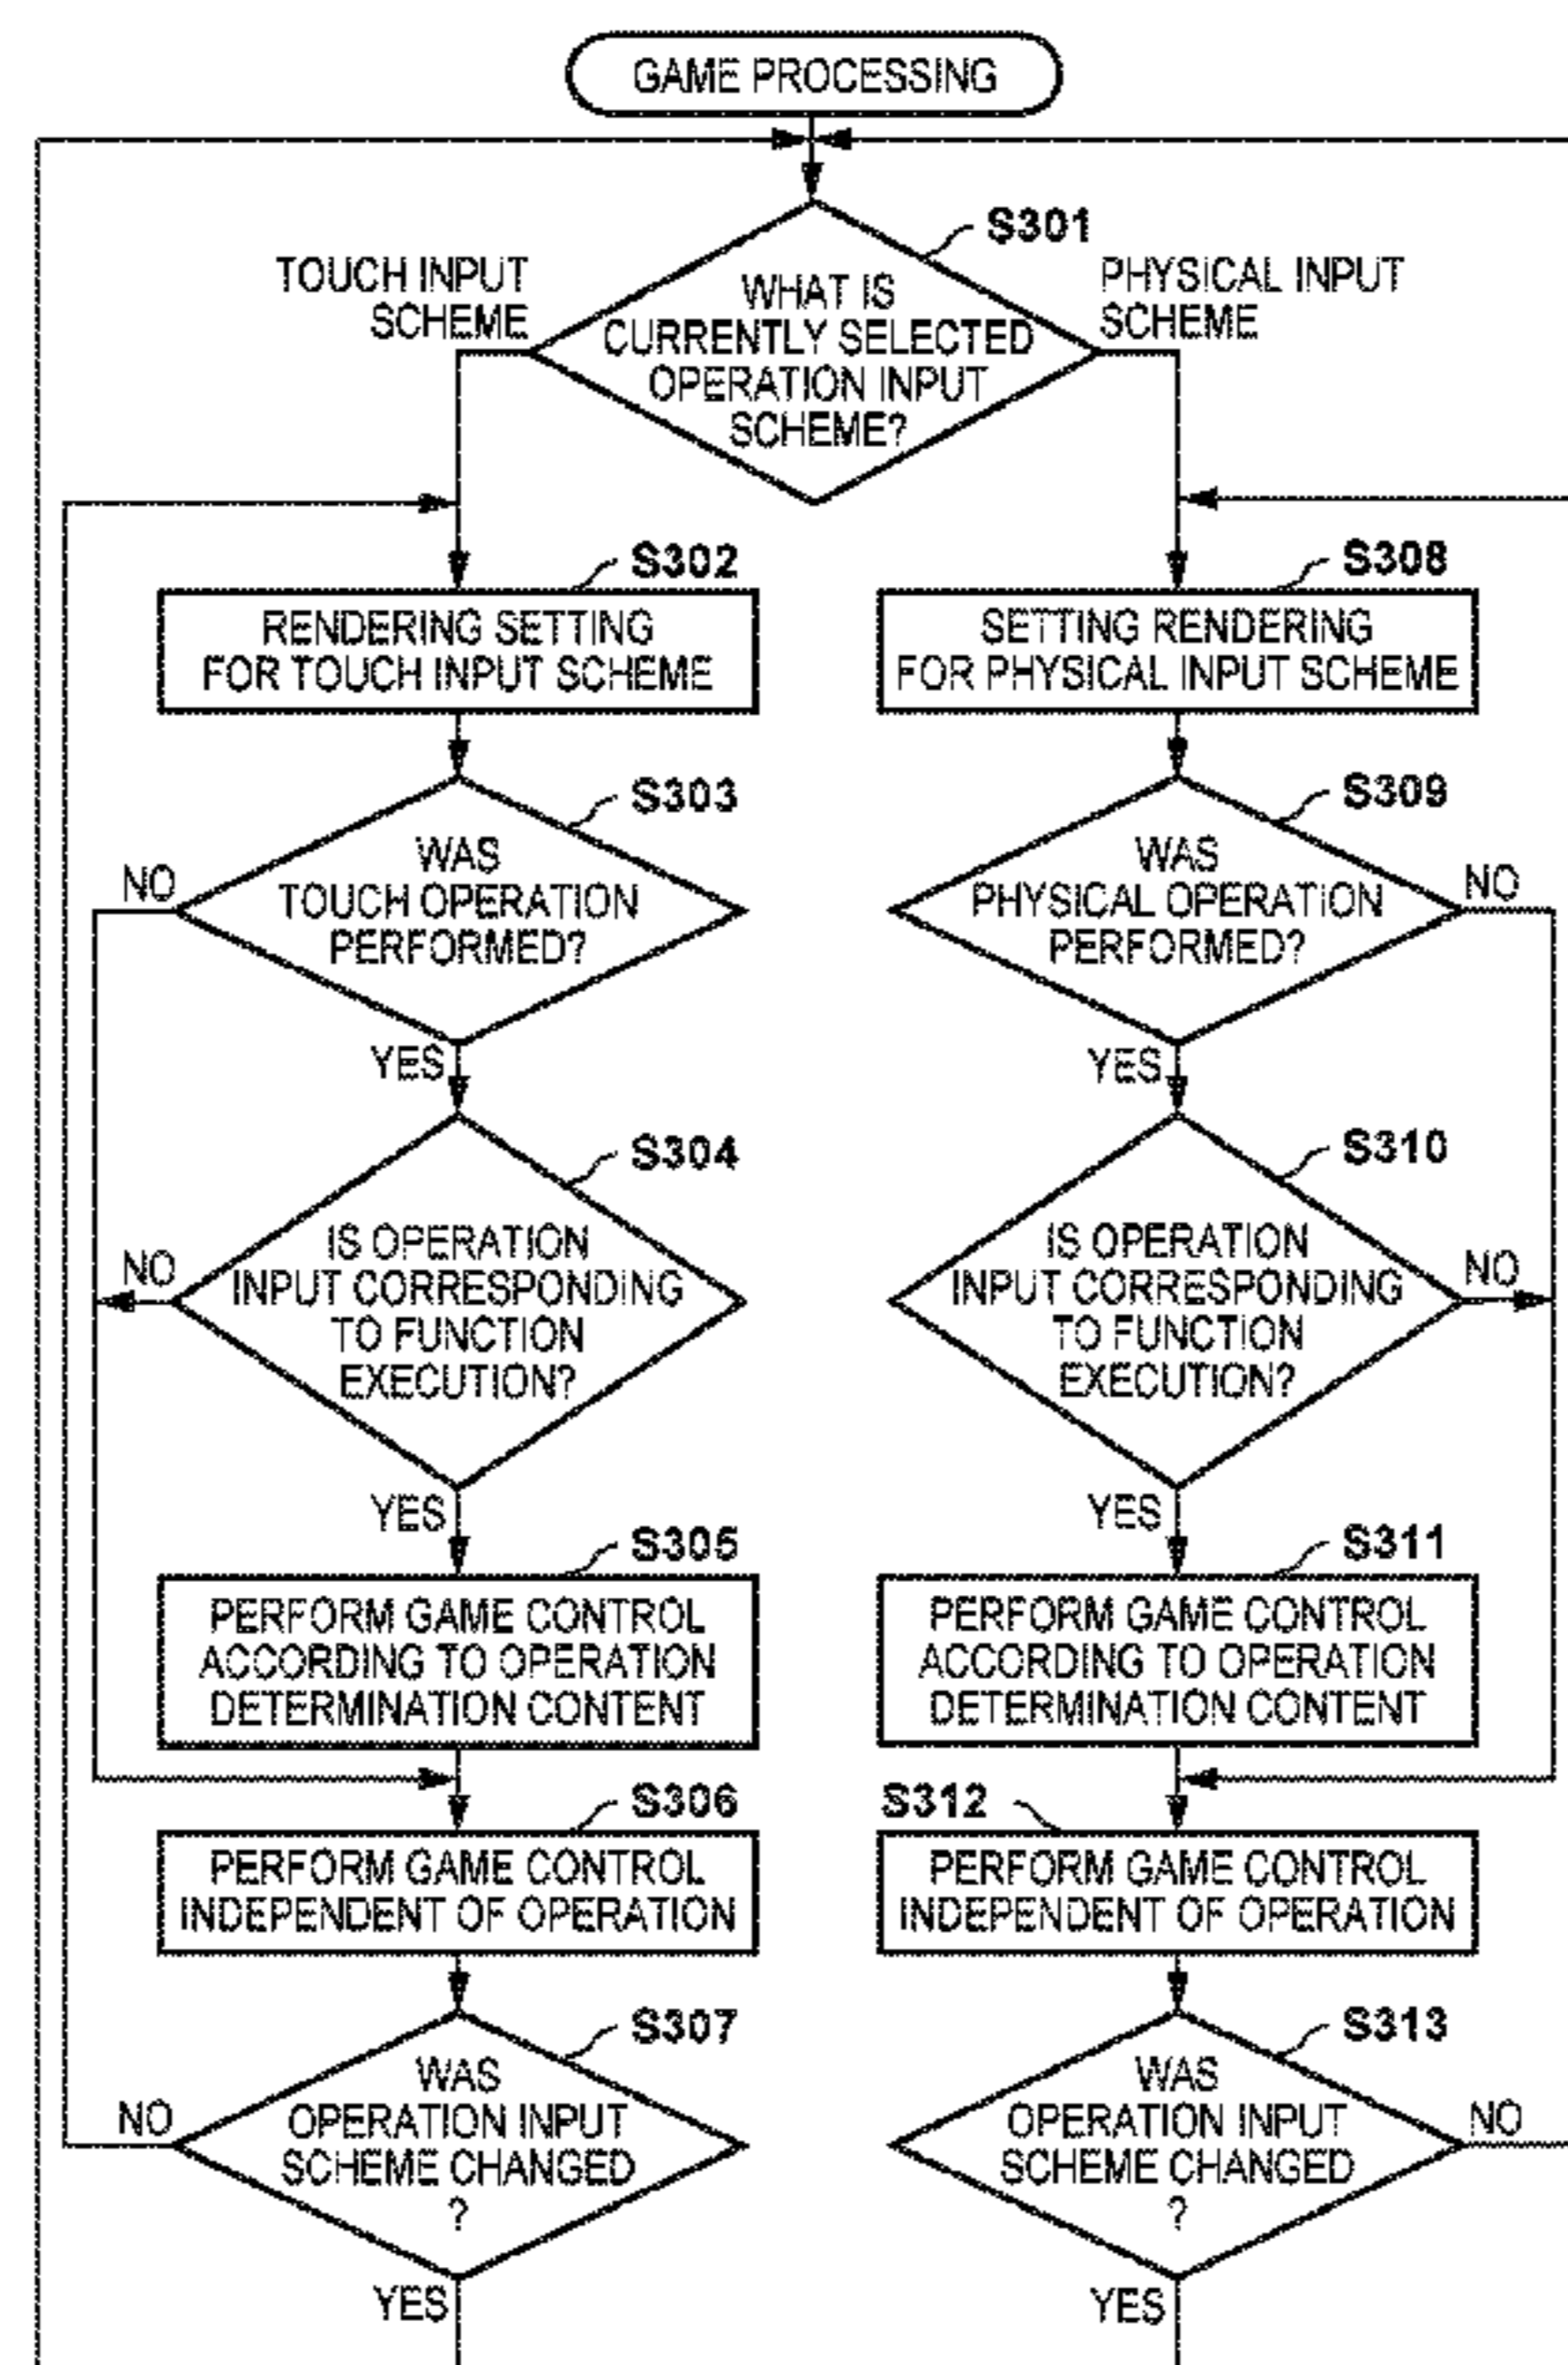 GAME PROCESSING
S301
TOUCH INPUT
SCHEME
PHYSICAL INPUT
SCHEME
WHAT IS
CURRENTLY SELECTED
OPERATION INPUT
SCHEME?
S302
RENDERING SETTING
FOR TOUCH INPUT SCHEME
S303
WAS
TOUCH OPERATION
PERFORMED?
NO
YES
S304
IS OPERATION
INPUT CORRESPONDING
TO FUNCTION
EXECUTION?
NO
YES
S305
PERFORM GAME CONTROL
ACCORDING TO OPERATION
DETERMINATION CONTENT
S306
PERFORM GAME CONTROL
INDEPENDENT OF OPERATION
S307
WAS
OPERATION INPUT
SCHEME CHANGED
?
NO
YES
S308
SETTING RENDERING
FOR PHYSICAL INPUT SCHEME
S309
WAS
PHYSICAL OPERATION
PERFORMED?
NO
YES
S310
IS OPERATION
INPUT CORRESPONDING
TO FUNCTION
EXECUTION?
NO
YES
S311
PERFORM GAME CONTROL
ACCORDING TO OPERATION
DETERMINATION CONTENT
S312
PERFORM GAME CONTROL
INDEPENDENT OF OPERATION
S313
WAS
OPERATION INPUT
SCHEME CHANGED
?
NO
YES